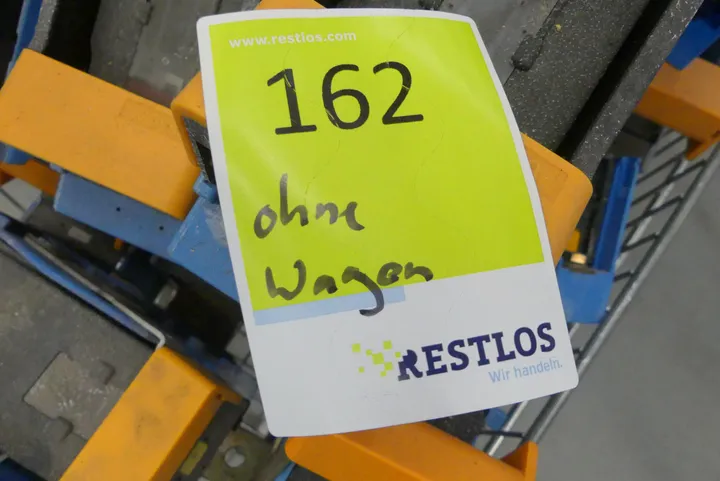 www.restlos.com
162
ohne
Wagen
RESTLOS
Wir handeln.